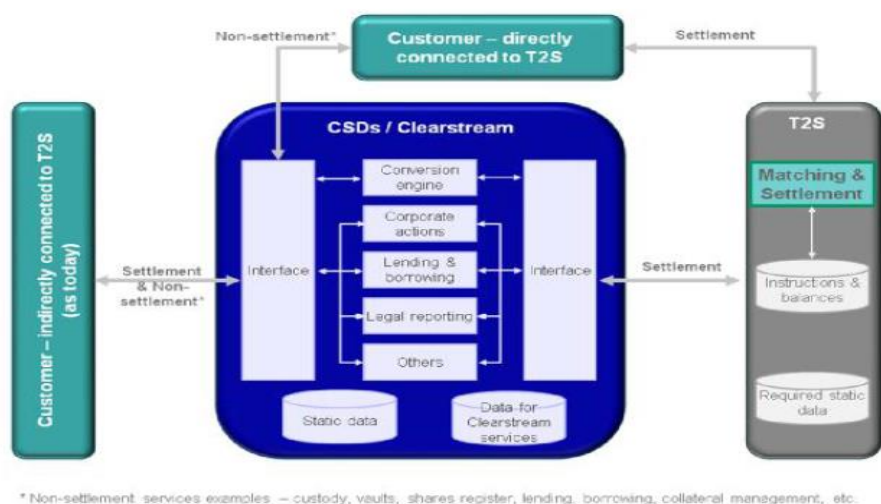 Non-settlement*
Customer – directly
connected to T2S
Settlement
Customer – indirectly connected to T2S
(as today)
CSDs / Clearstream
T2S
Conversion
engine
Matching &
Settlement
Corporate
actions
Settlement
& Non-
settlement*
Interface
Lending &
borrowing
Interface
Settlement
Instructions &
balances
Legal reporting
Others
Static data
Data for
Clearstream
services
Required static
data
* Non-settlement services examples – custody, vaults, shares register, lending, borrowing, collateral management, etc.